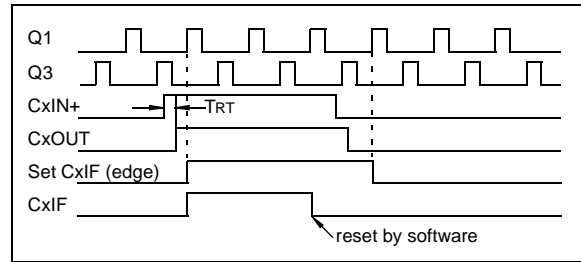 Q1
Q3
CxIN+
TRT
CxOUT
Set CxIF (edge)
CxIF
reset by software